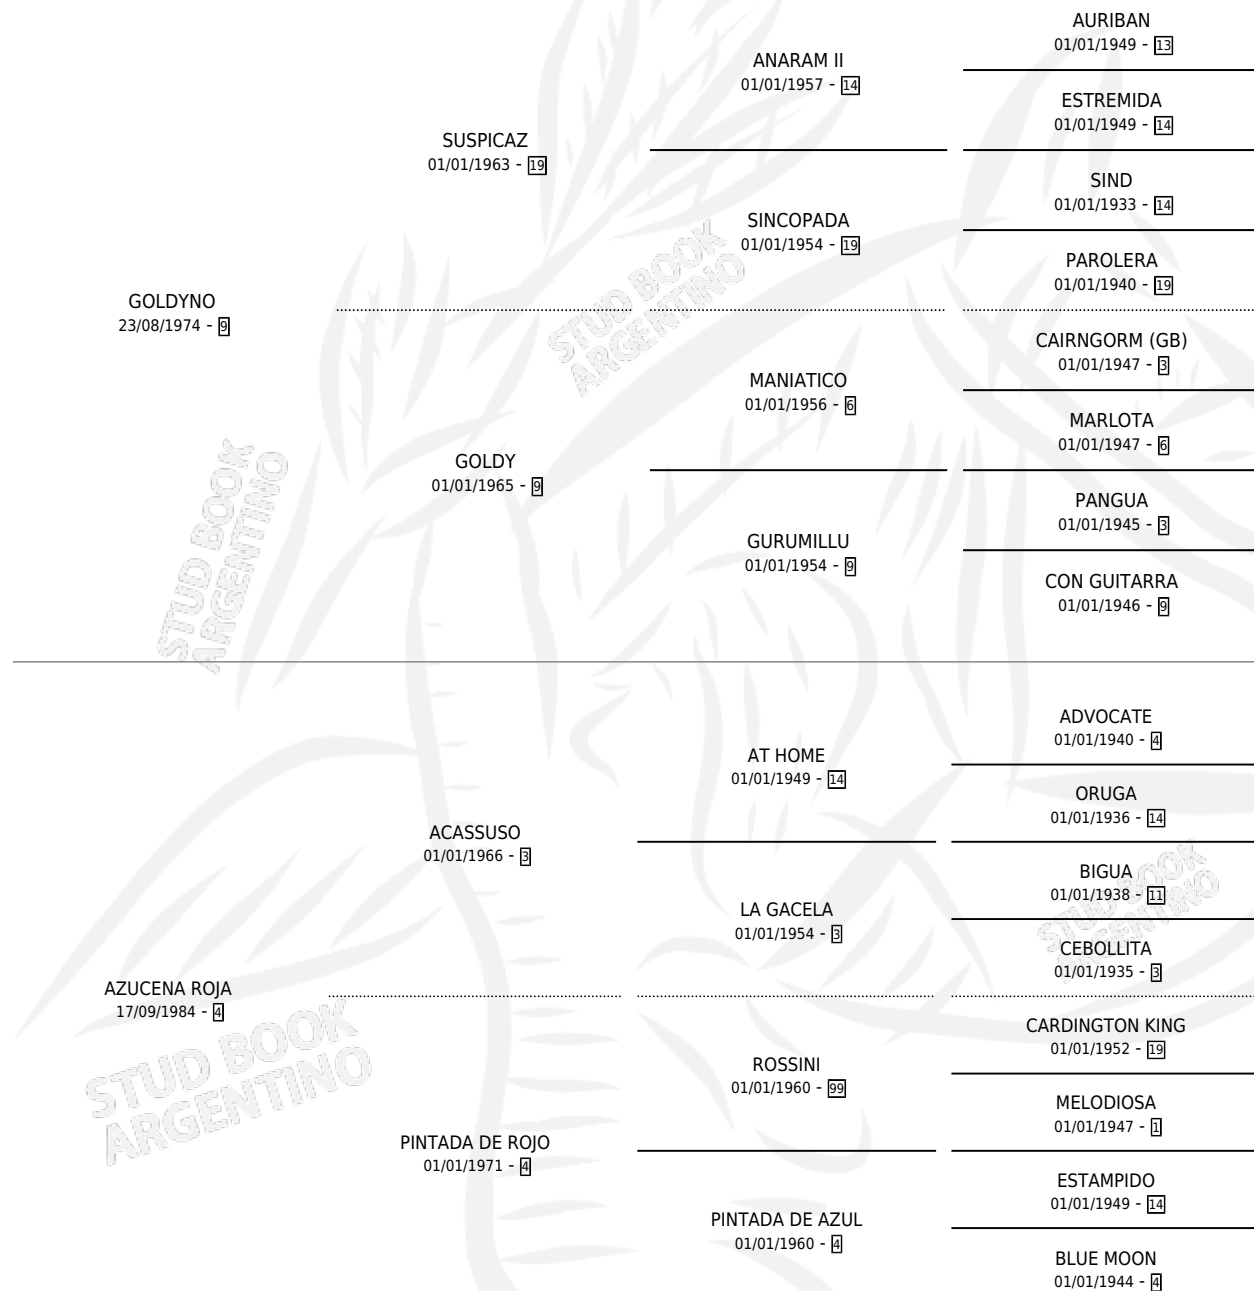 AURIBAN
01/01/1949 - 13
ANARAM II
01/01/1957 - 14
ESTREMIDA
01/01/1949 - 14
SUSPICAZ
01/01/1963 - 19
SIND
01/01/1933 - 14
SINCOPADA
01/01/1954 - 19
PAROLERA
01/01/1940 - 19
GOLDYNO
23/08/1974 - 9
CAIRNGORM (GB)
01/01/1947 - 3
MANIATICO
01/01/1956 - 6
MARLOTA
01/01/1947 - 6
GOLDY
01/01/1965 - 9
PANGUA
01/01/1945 - 3
GURUMILLU
01/01/1954 - 9
CON GUITARRA
01/01/1946 - 9
ADVOCATE
01/01/1940 - 4
AT HOME
01/01/1949 - 14
ORUGA
01/01/1936 - 14
ACASSUSO
01/01/1966 - 3
BIGUA
01/01/1938 - 11
LA GACELA
01/01/1954 - 3
CEBOLLITA
01/01/1935 - 3
AZUCENA ROJA
17/09/1984 - 4
CARDINGTON KING
01/01/1952 - 19
ROSSINI
01/01/1960 - 99
MELODIOSA
01/01/1947 - 1
PINTADA DE ROJO
01/01/1971 - 4
ESTAMPIDO
01/01/1949 - 14
PINTADA DE AZUL
01/01/1960 - 4
BLUE MOON
01/01/1944 - 4
STUD BOOK
ARGENTINO
STUD BOOK
ARGENTINO
STUD BOOK
ARGENTINO
STUD BOOK
ARGENTINO